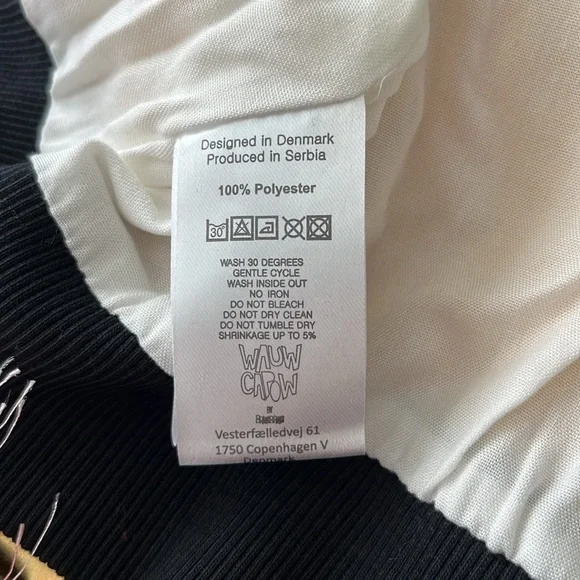 Designed in Denmark
Produced in Serbia
100% Polyester
30°
WASH 30 DEGREES
GENTLE CYCLE
WASH INSIDE OUT
NO IRON
DO NOT BLEACH
DO NOT DRY CLEAN
DO NOT TUMBLE DRY
SHRINKAGE UP TO 5%
WAUW
CAPOW
BY
Vesterfælledvej 61
1750 Copenhagen V
Denmark